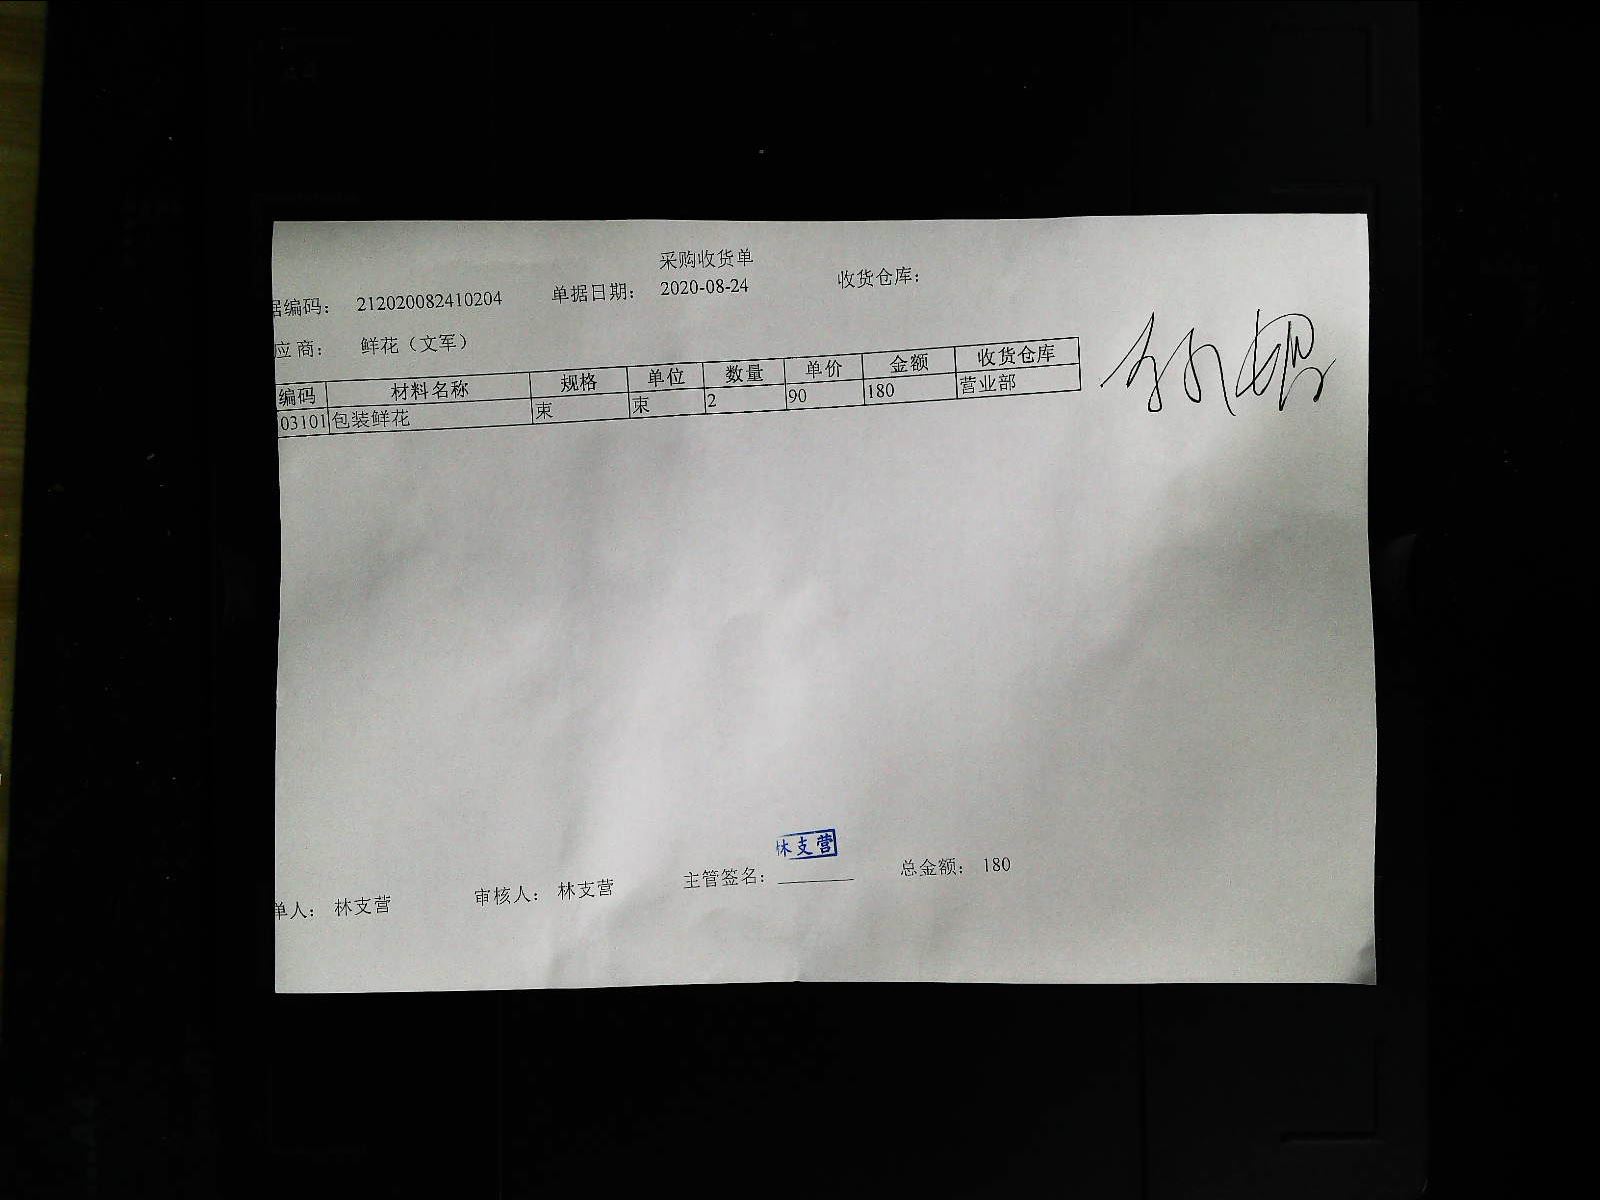 采购收货单
据编码： 212020082410204 单据日期： 2020-08-24 收货仓库：
应商： 鲜花（文军）
编码 材料名称 规格 单位 数量 单价 金额 收货仓库
03101 包装鲜花 束 束 2 90 180 营业部
林支营
单人： 林支营 审核人： 林支营 主管签名： 总金额： 180